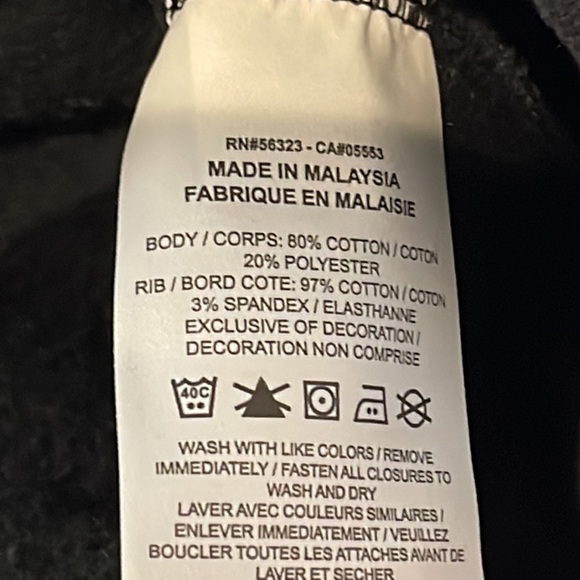 RN#56323 - CA#05553
MADE IN MALAYSIA
FABRIQUE EN MALAISIE
BODY / CORPS: 80% COTTON / COTON
20% POLYESTER
RIB / BORD COTE: 97% COTTON / COTON
3% SPANDEX / ELASTHANNE
EXCLUSIVE OF DECORATION /
DECORATION NON COMPRISE
40C
WASH WITH LIKE COLORS / REMOVE
IMMEDIATELY / FASTEN ALL CLOSURES TO
WASH AND DRY
LAVER AVEC COULEURS SIMILAIRES /
ENLEVER IMMEDIATEMENT / VEUILLEZ
BOUCLER TOUTES LES ATTACHES AVANT DE
LAVER ET SECHER